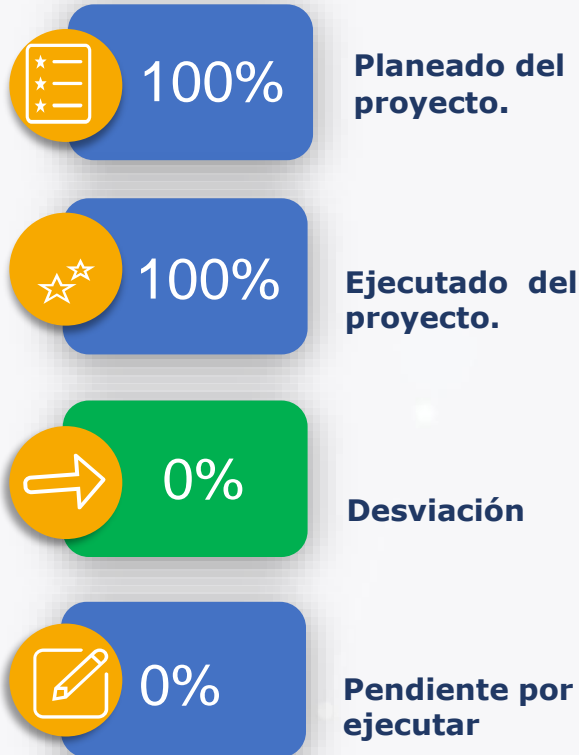 100%
Planeado del
proyecto.
100%
Ejecutado del
proyecto.
0%
Desviación
0%
Pendiente por
ejecutar